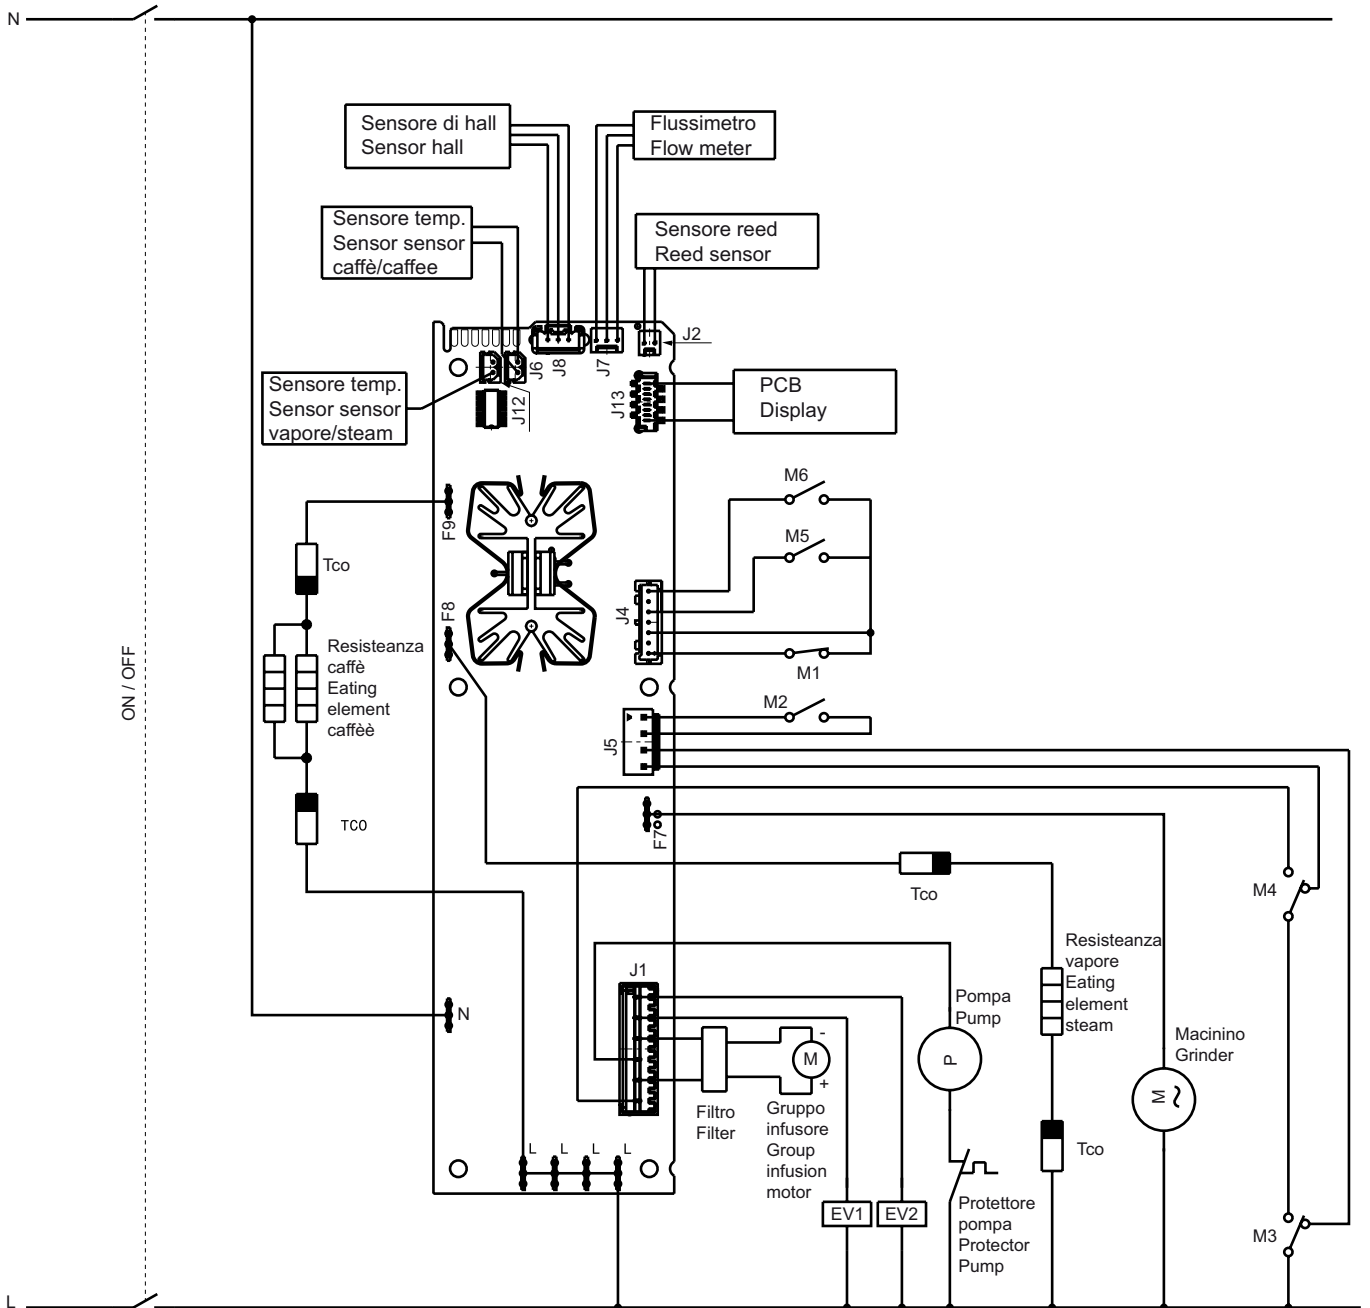 N
Sensore di hall
Sensor hall
Flussimetro
Flow meter
Sensore temp.
Sensor sensor
caffè/caffee
Sensore reed
Reed sensor
J2
J6
J8
J7
Sensore temp.
Sensor sensor
vapore/steam
J12
J13
PCB
Display
M6
F9
M5
Tco
F8
J4
Resisteanza
caffè
Eating
element
caffèè
M1
ON / OFF
M2
J5
TCO
F7
Tco
M4
Resisteanza
vapore
Eating
element
steam
J1
N
Pompa
Pump
P
Macinino
Grinder
M
-
M
+
Filtro
Filter
Gruppo
infusore
Group
infusion
motor
Tco
L
L
L
L
EV1
EV2
Protettore
pompa
Protector
Pump
M3
L